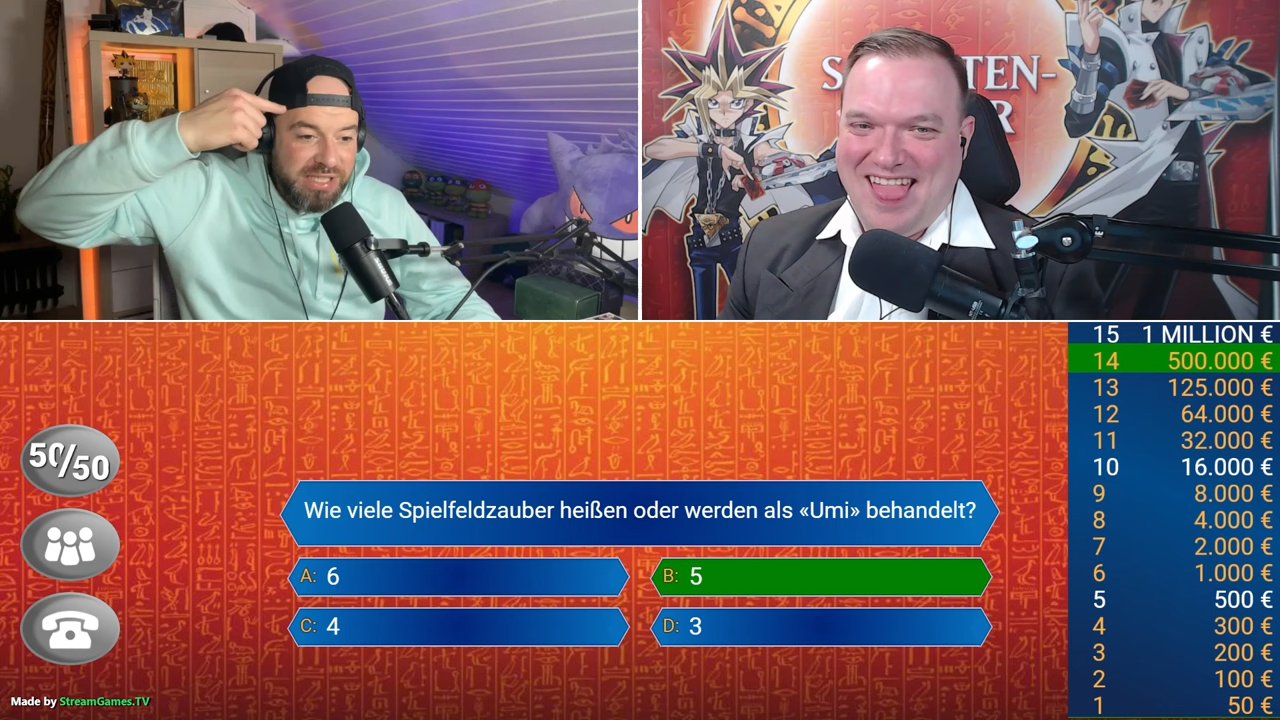 S
TEN-
R
15 1 MILLION €
14 500.000 €
13 125.000 €
12 64.000 €
11 32.000 €
10 16.000 €
9 8.000 €
8 4.000 €
7 2.000 €
6 1.000 €
5 500 €
4 300 €
3 200 €
2 100 €
1 50 €
50/50
Wie viele Spielfeldzauber heißen oder werden als «Umi» behandelt?
A: 6
B: 5
C: 4
D: 3
Made by StreamGames.TV